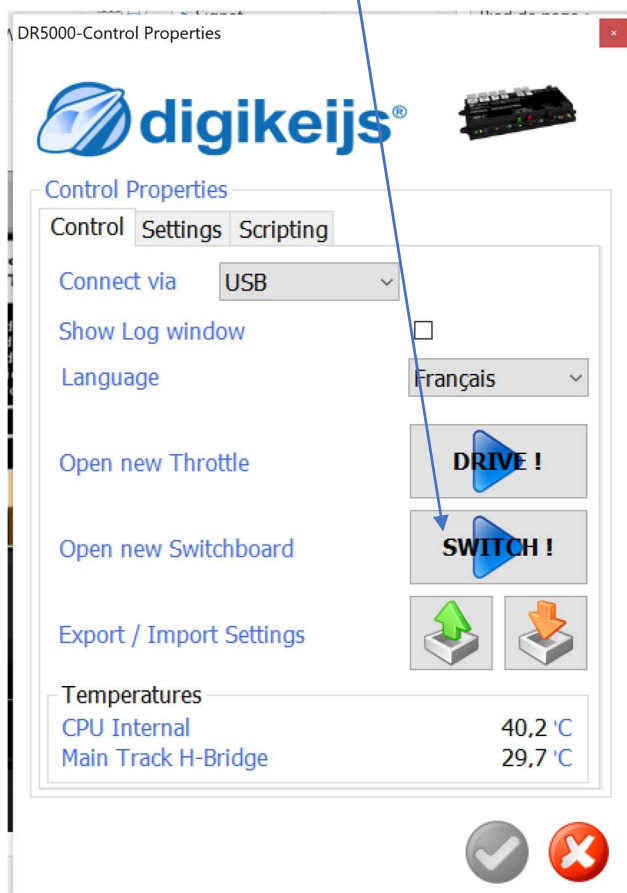 DR5000-Control Properties
digikeijs®
Control Properties
Control Settings Scripting
Connect via USB
Show Log window
Language Français
Open new Throttle DRIVE !
Open new Switchboard SWITCH !
Export / Import Settings
Temperatures
CPU Internal 40,2 'C
Main Track H-Bridge 29,7 'C